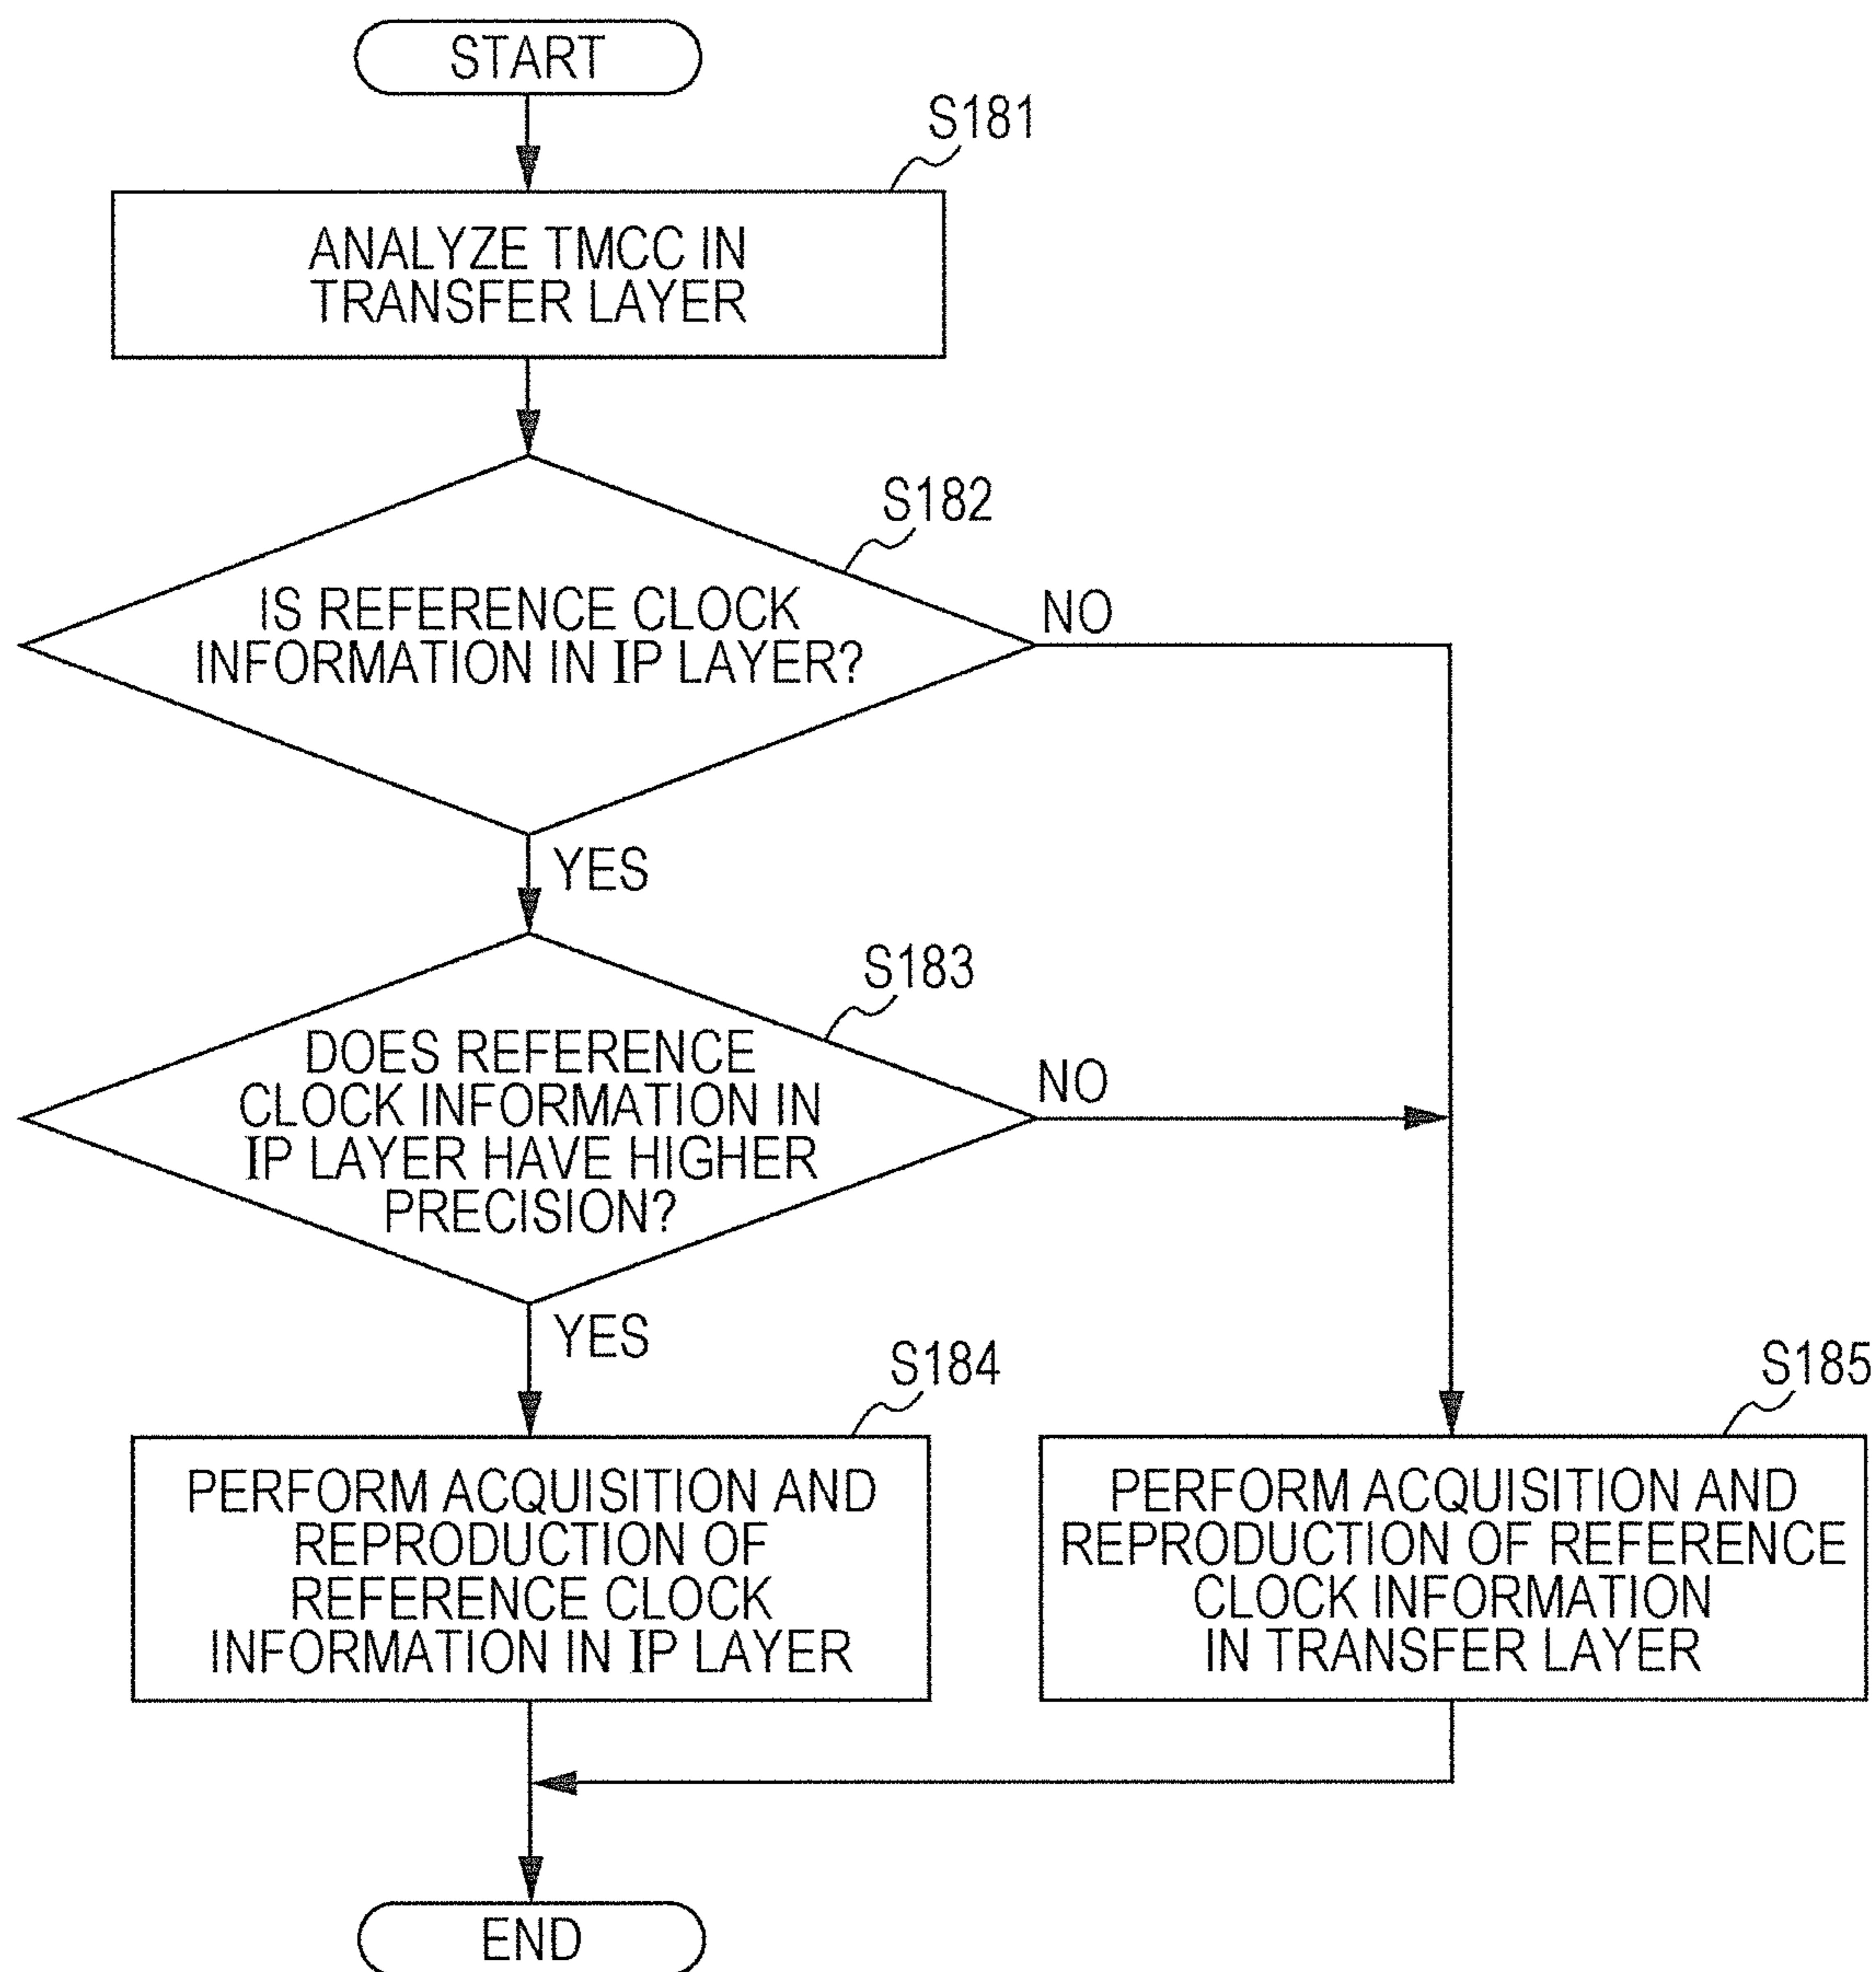 START
S181
ANALYZE TMCC IN
TRANSFER LAYER
S182
IS REFERENCE CLOCK
INFORMATION IN IP LAYER?
NO
YES
S183
DOES REFERENCE
CLOCK INFORMATION IN
IP LAYER HAVE HIGHER
PRECISION?
NO
YES
S184
PERFORM ACQUISITION AND
REPRODUCTION OF
REFERENCE CLOCK
INFORMATION IN IP LAYER
S185
PERFORM ACQUISITION AND
REPRODUCTION OF REFERENCE
CLOCK INFORMATION
IN TRANSFER LAYER
END